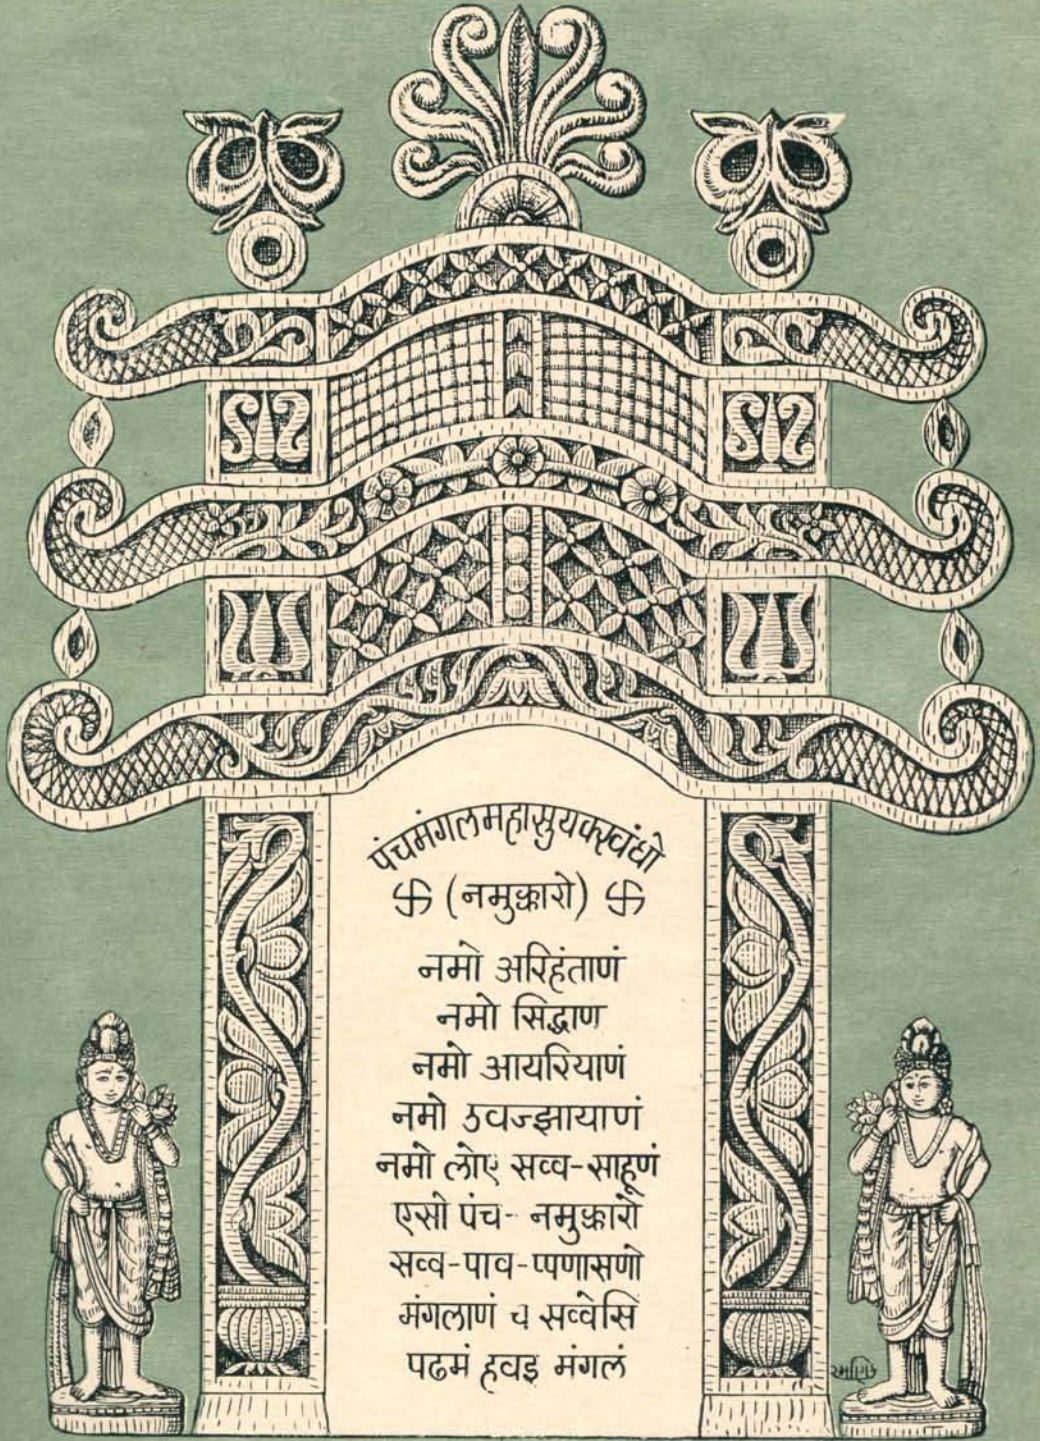 पंचमंगलमहासुयक्खंधो
卐 (नमुक्कारो) 卐
नमो अरिहंताणं
नमो सिद्धाण
नमो आयरियाणं
नमो उवज्झायाणं
नमो लोए सव्व-साहूणं
एसो पंच- नमुक्कारो
सव्व-पाव-प्पणासणो
मंगलाणं च सव्वेसिं
पढमं हवइ मंगलं
રમણિક